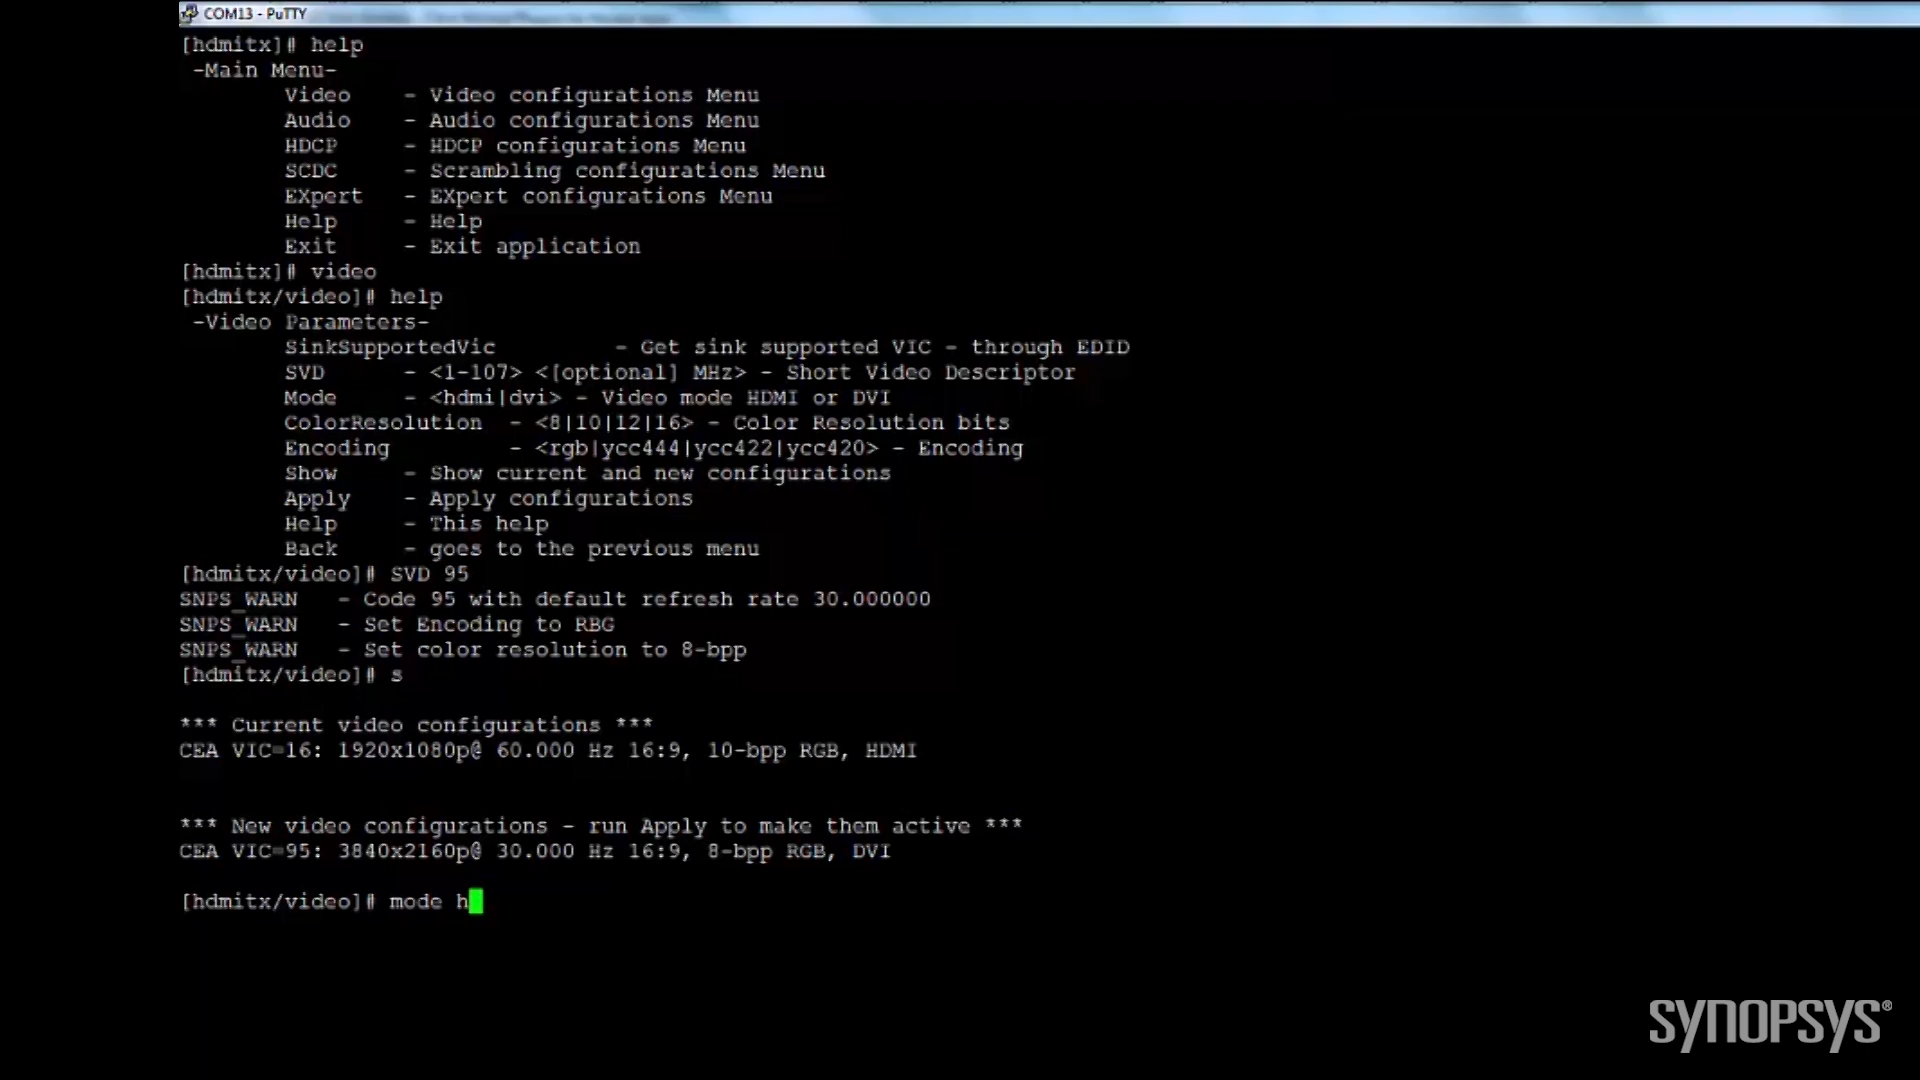 COM13 - PuTTY
[hdmitx]# help
-Main Menu-
Video - Video configurations Menu
Audio - Audio configurations Menu
HDCP - HDCP configurations Menu
SCDC - Scrambling configurations Menu
EXpert - EXpert configurations Menu
Help - Help
Exit - Exit application
[hdmitx]# video
[hdmitx/video]# help
-Video Parameters-
SinkSupportedVic - Get sink supported VIC - through EDID
SVD - <1-107> <[optional] MHz> - Short Video Descriptor
Mode - <hdmi|dvi> - Video mode HDMI or DVI
ColorResolution - <8|10|12|16> - Color Resolution bits
Encoding - <rgb|ycc444|ycc422|ycc420> - Encoding
Show - Show current and new configurations
Apply - Apply configurations
Help - This help
Back - goes to the previous menu
[hdmitx/video]# SVD 95
SNPS_WARN - Code 95 with default refresh rate 30.000000
SNPS_WARN - Set Encoding to RBG
SNPS_WARN - Set color resolution to 8-bpp
[hdmitx/video]# s
*** Current video configurations ***
CEA VIC=16: 1920x1080p@ 60.000 Hz 16:9, 10-bpp RGB, HDMI
*** New video configurations - run Apply to make them active ***
CEA VIC=95: 3840x2160p@ 30.000 Hz 16:9, 8-bpp RGB, DVI
[hdmitx/video]# mode h
SYNOPSYS®